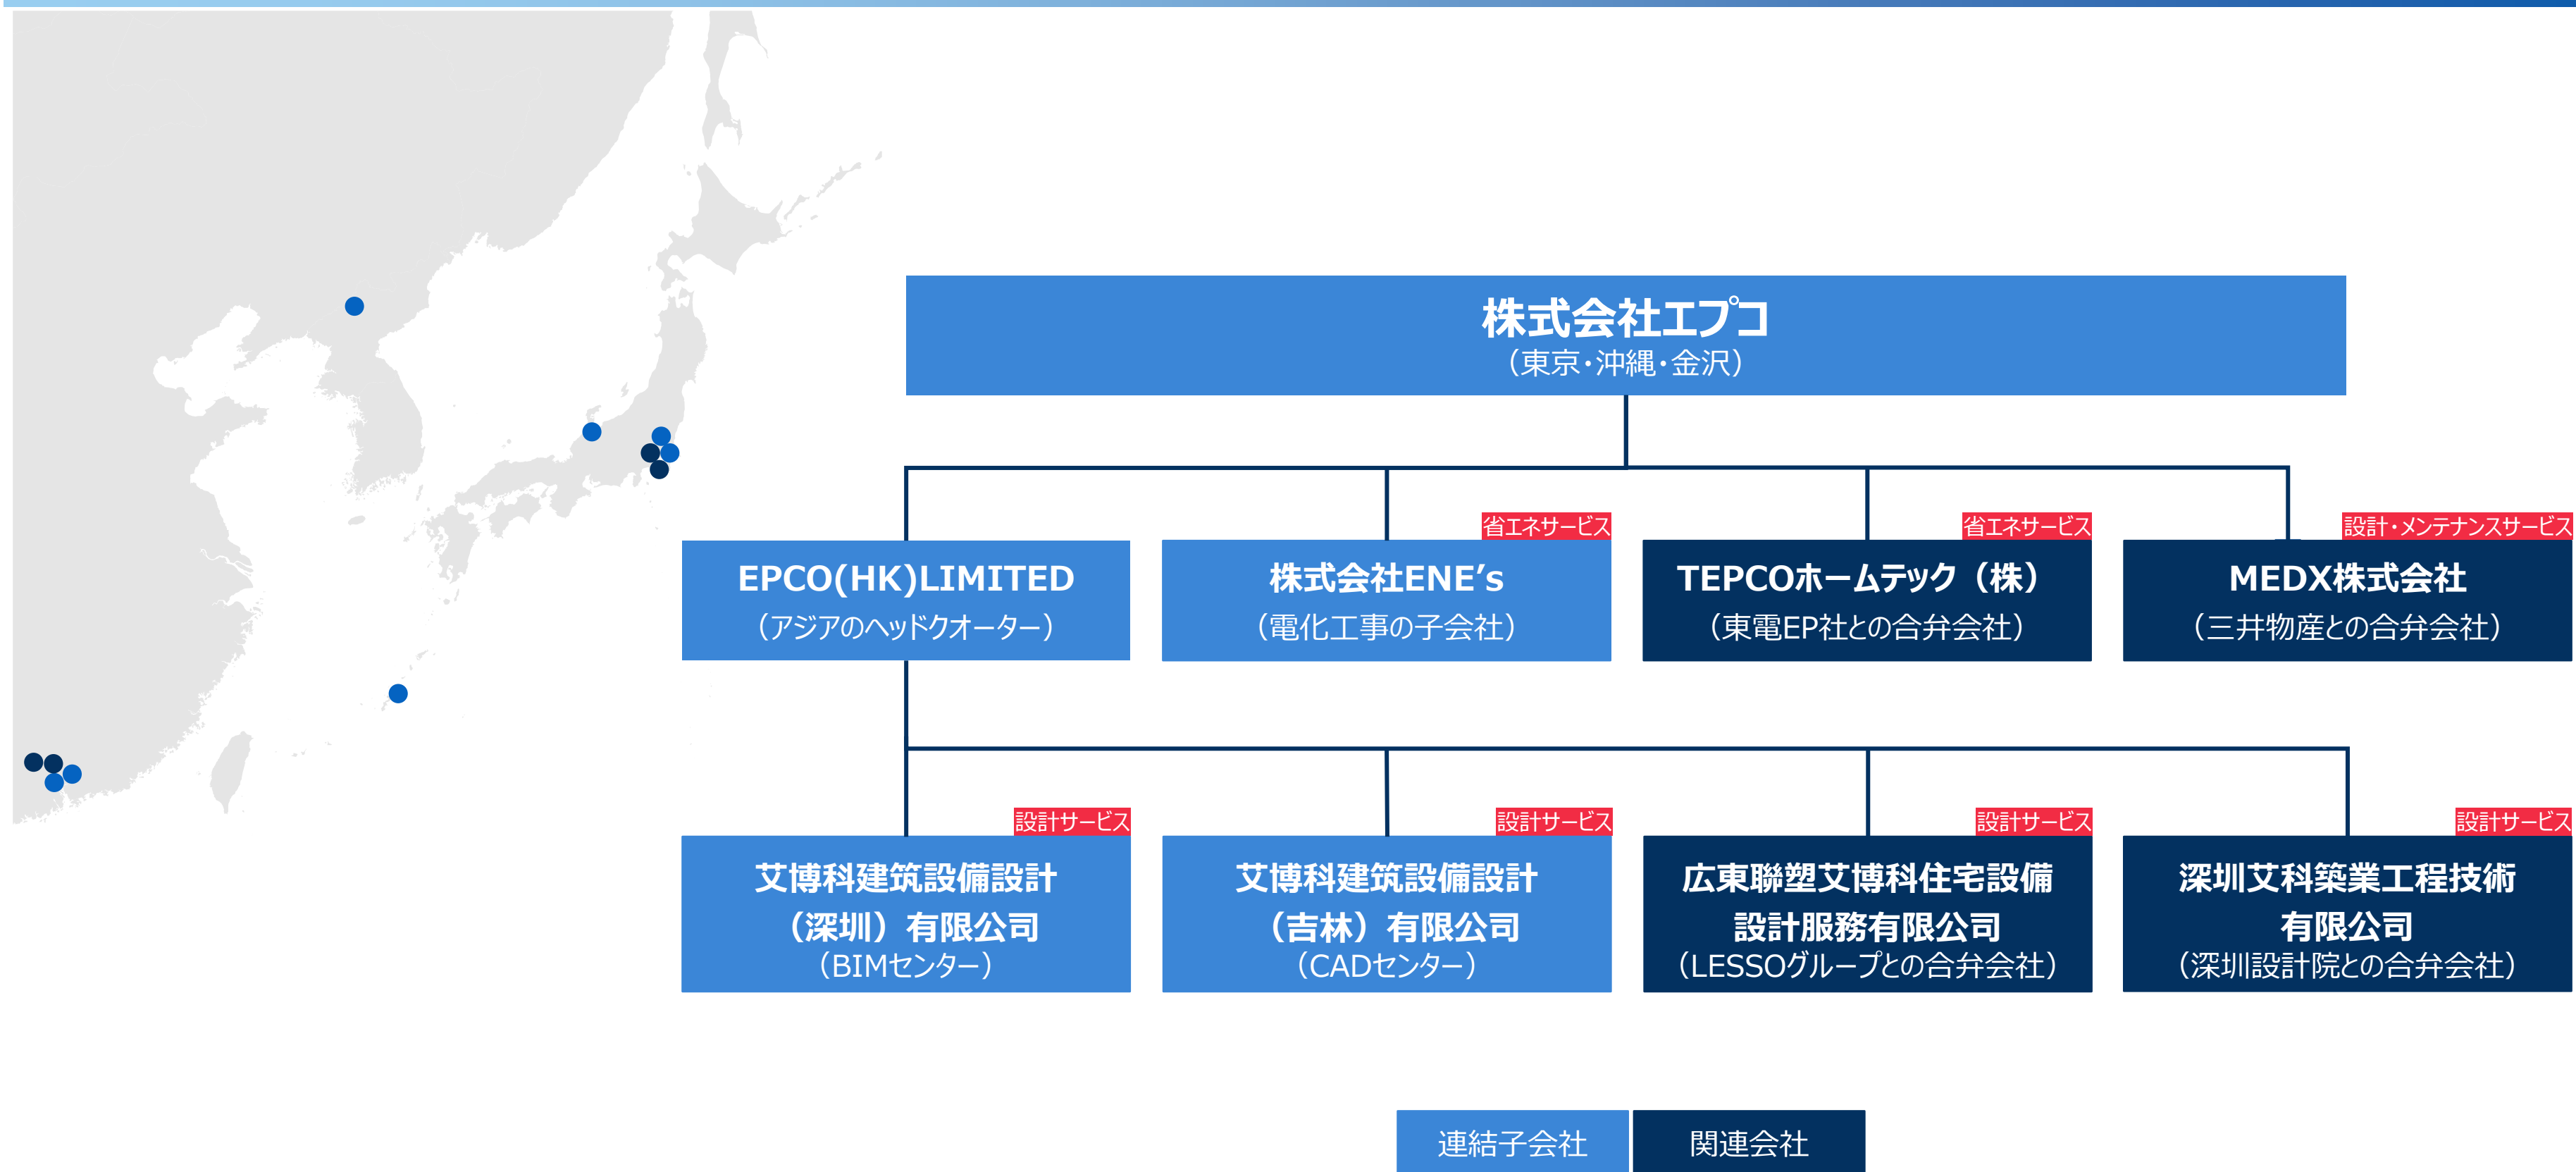 株式会社エプコ
（東京・沖縄・金沢）
EPCO(HK)LIMITED
（アジアのヘッドクオーター）
省エネサービス
株式会社ENE’s
（電化工事の子会社）
省エネサービス
TEPCOホームテック（株）
（東電EP社との合弁会社）
設計・メンテナンスサービス
MEDX株式会社
（三井物産との合弁会社）
設計サービス
艾博科建筑設備設計
（深圳）有限公司
（BIMセンター）
設計サービス
艾博科建筑設備設計
（吉林）有限公司
（CADセンター）
設計サービス
広東聯塑艾博科住宅設備
設計服務有限公司
（LESSOグループとの合弁会社）
設計サービス
深圳艾科築業工程技術
有限公司
（深圳設計院との合弁会社）
連結子会社
関連会社